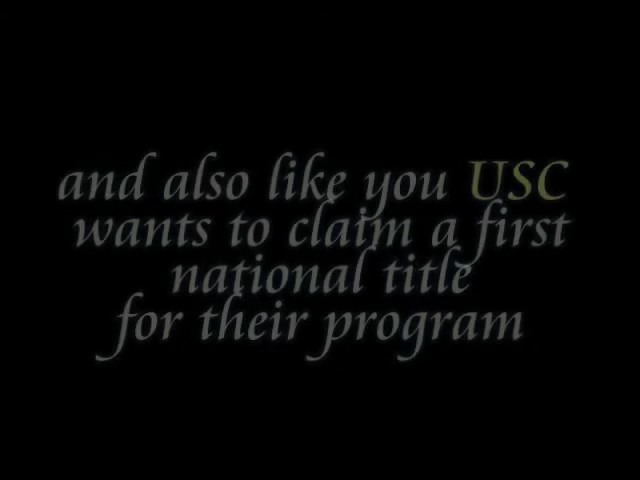 and also like you USC
wants to claim a first
national title
for their program